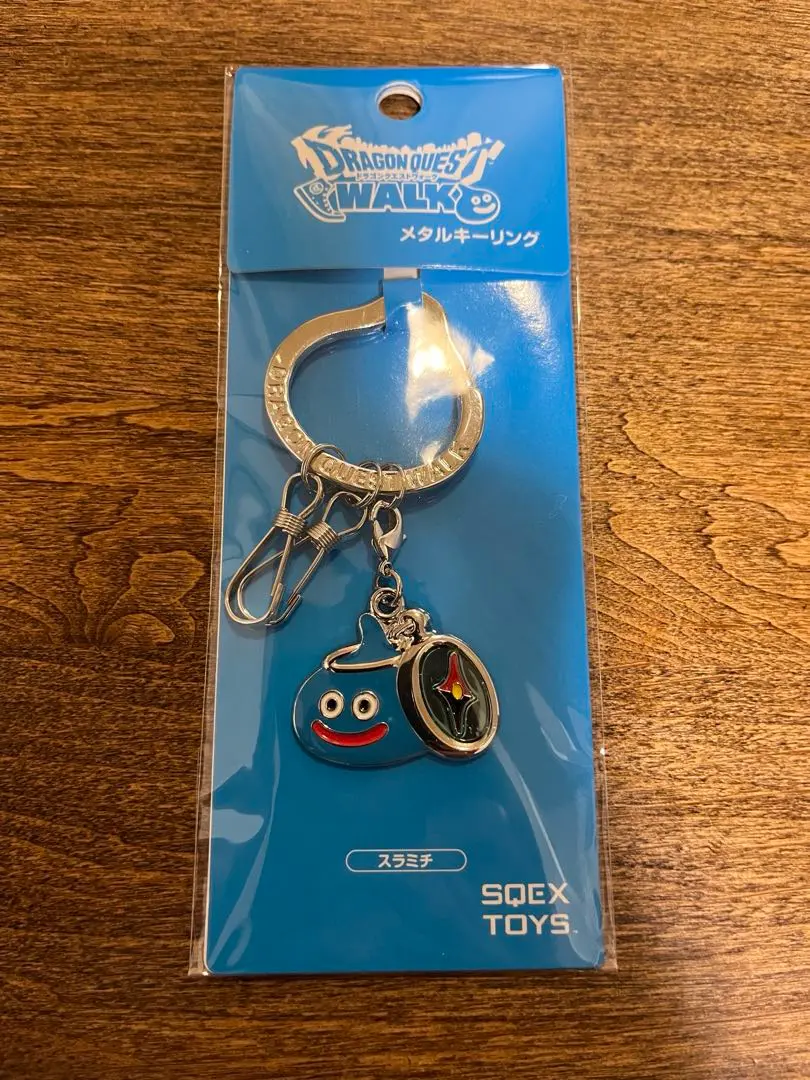 DRAGON QUEST
ドラゴンクエストウォーク
WALK
メタルキーリング
DRAGON QUEST WALK
スラミチ
SQEX
TOYS™